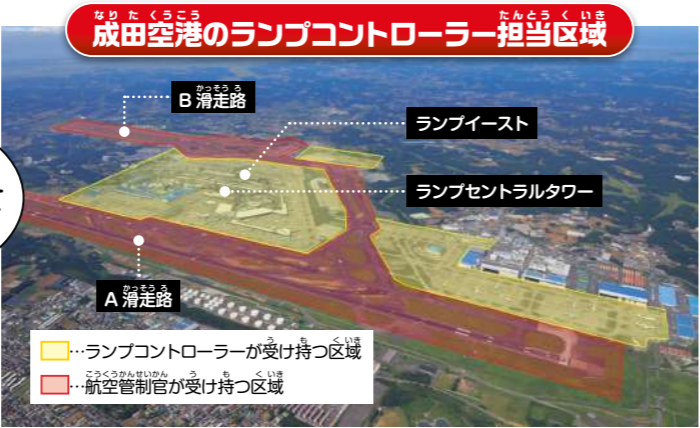 成田空港のランプコントローラー担当区域
B滑走路
ランプイースト
ランプセントラルタワー
A滑走路
…ランプコントローラーが受け持つ区域
…航空管制官が受け持つ区域